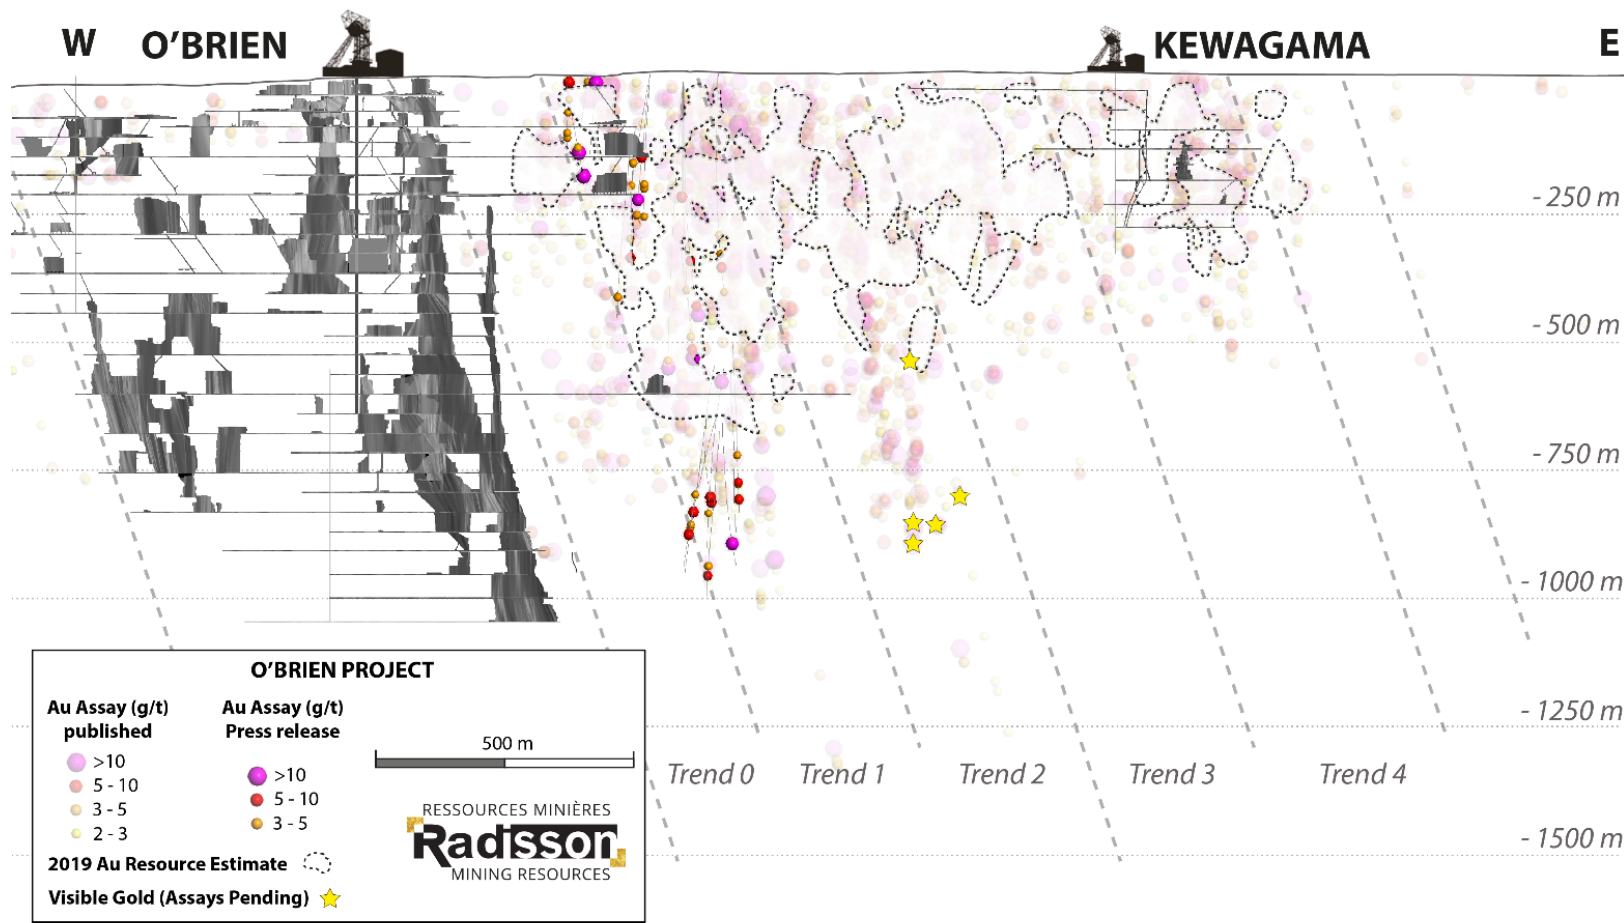 W O'BRIEN KEWAGAMA E
- 250 m
- 500 m
- 750 m
- 1000 m
- 1250 m
- 1500 m
Trend 0 Trend 1 Trend 2 Trend 3 Trend 4
O'BRIEN PROJECT
Au Assay (g/t)
published
>10
5 - 10
3 - 5
2 - 3
Au Assay (g/t)
Press release
>10
5 - 10
3 - 5
2019 Au Resource Estimate
Visible Gold (Assays Pending)
500 m
RESSOURCES MINIÈRES
Radisson
MINING RESOURCES